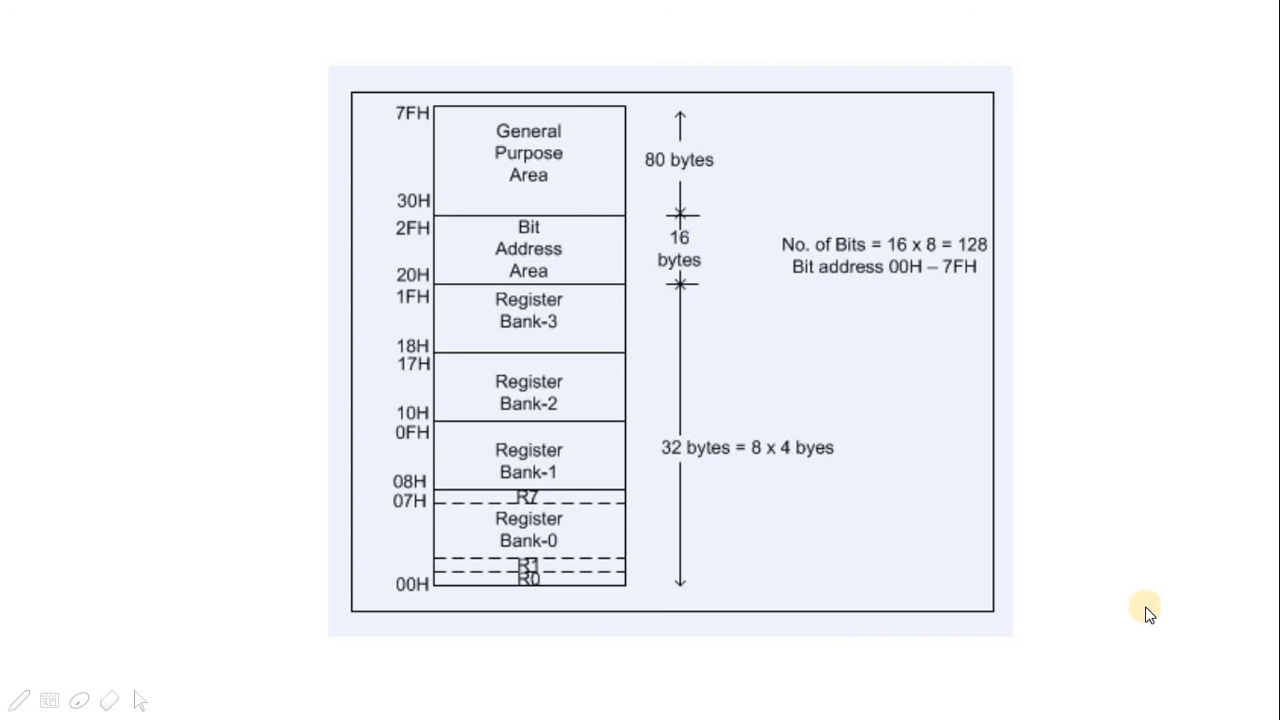 7FH
General
Purpose
Area
80 bytes
30H
2FH
Bit
Address
Area
16
bytes
No. of Bits = 16 x 8 = 128
Bit address 00H – 7FH
20H
1FH
Register
Bank-3
18H
17H
Register
Bank-2
10H
0FH
Register
Bank-1
32 bytes = 8 x 4 byes
08H
07H
R7
Register
Bank-0
R1
R0
00H